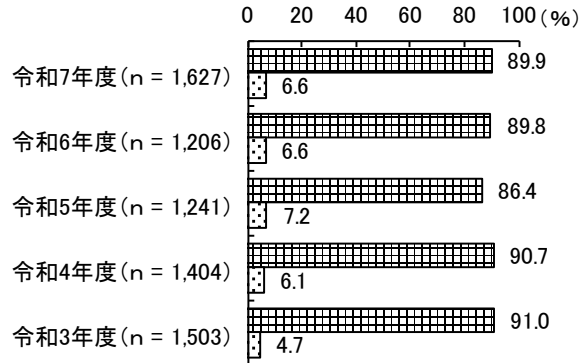 0 20 40 60 80 100 (%)
令和7年度(n = 1,627) 89.9
6.6
令和6年度(n = 1,206) 89.8
6.6
令和5年度(n = 1,241) 86.4
7.2
令和4年度(n = 1,404) 90.7
6.1
令和3年度(n = 1,503) 91.0
4.7